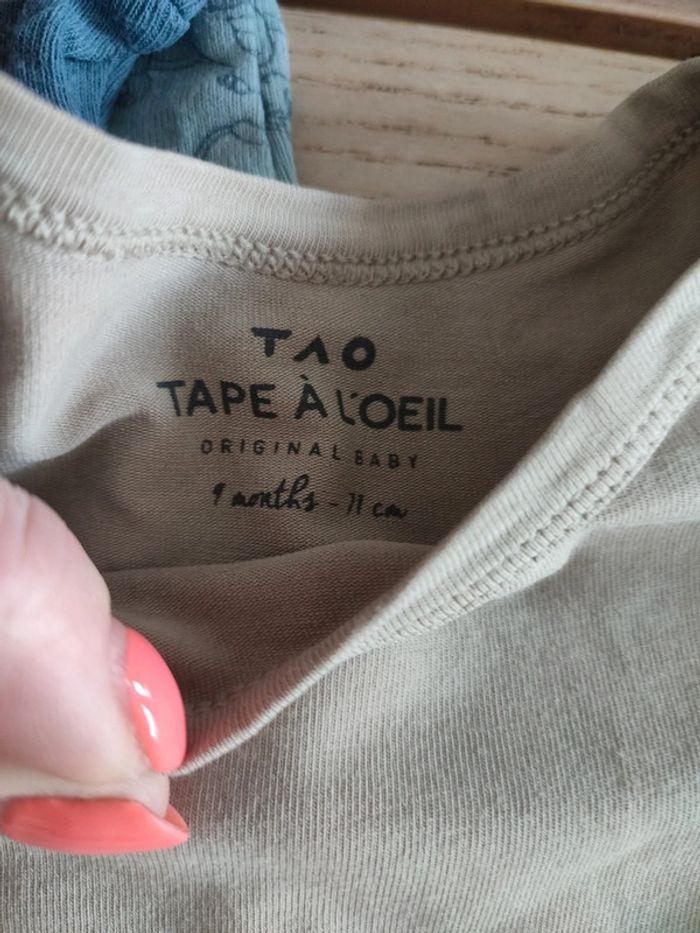 TAO
TAPE À L'OEIL
ORIGINAL BABY
9 months - 71 cm